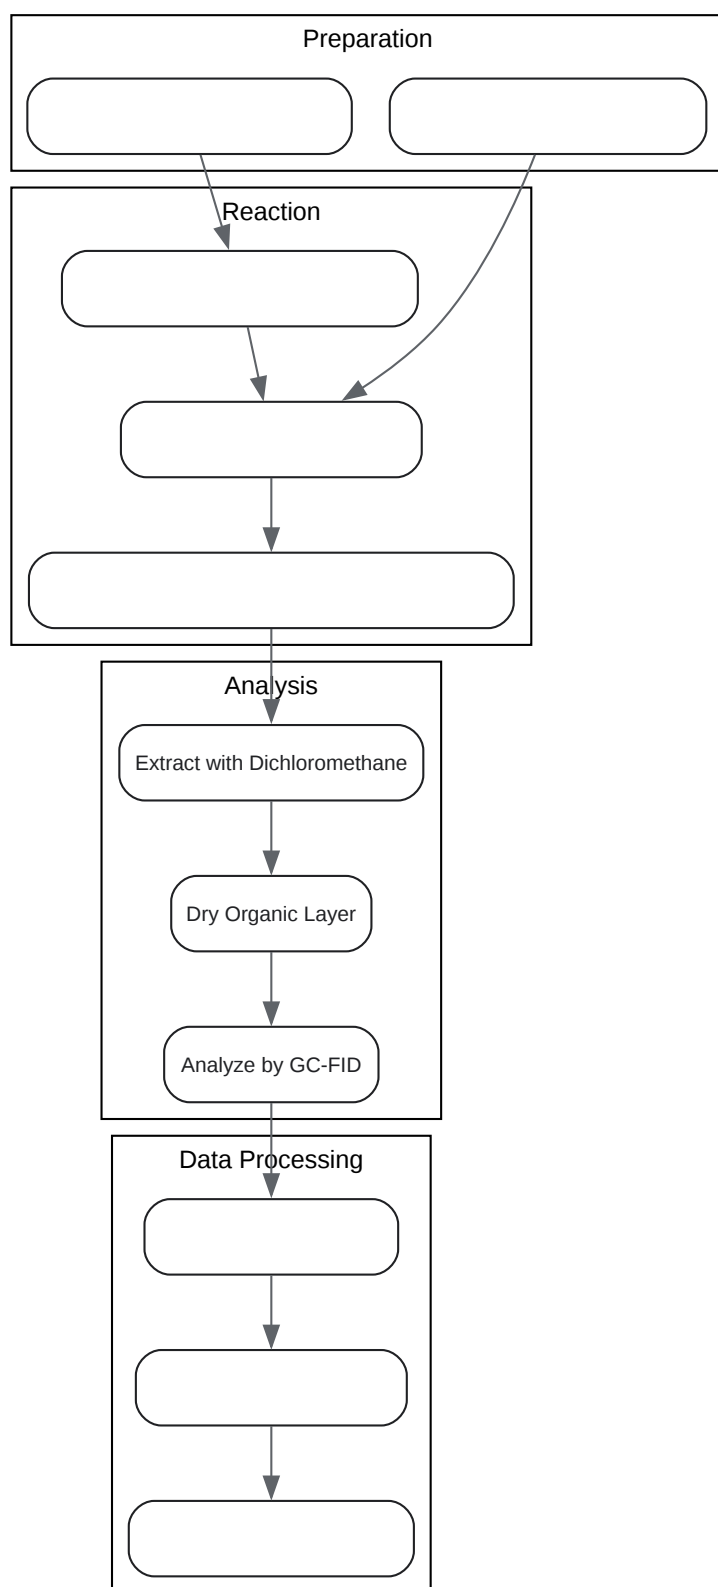 Preparation
Reaction
Analysis
Extract with Dichloromethane
Dry Organic Layer
Analyze by GC-FID
Data Processing